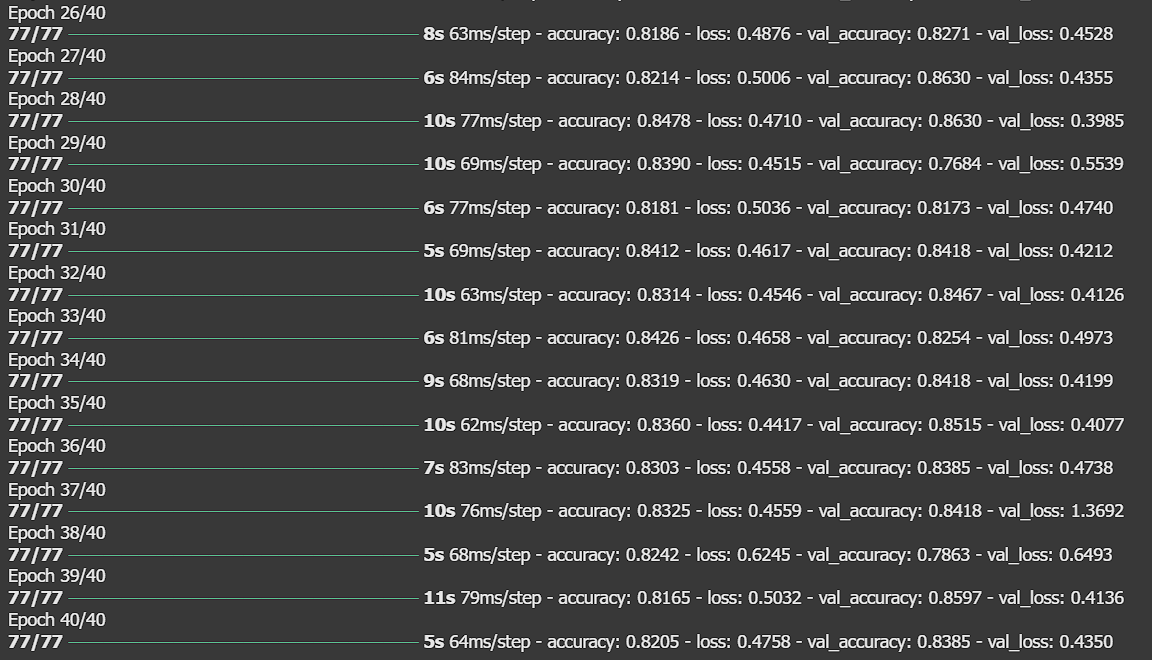 Epoch 26/40
77/77 8s 63ms/step - accuracy: 0.8186 - loss: 0.4876 - val_accuracy: 0.8271 - val_loss: 0.4528
Epoch 27/40
77/77 6s 84ms/step - accuracy: 0.8214 - loss: 0.5006 - val_accuracy: 0.8630 - val_loss: 0.4355
Epoch 28/40
77/77 10s 77ms/step - accuracy: 0.8478 - loss: 0.4710 - val_accuracy: 0.8630 - val_loss: 0.3985
Epoch 29/40
77/77 10s 69ms/step - accuracy: 0.8390 - loss: 0.4515 - val_accuracy: 0.7684 - val_loss: 0.5539
Epoch 30/40
77/77 6s 77ms/step - accuracy: 0.8181 - loss: 0.5036 - val_accuracy: 0.8173 - val_loss: 0.4740
Epoch 31/40
77/77 5s 69ms/step - accuracy: 0.8412 - loss: 0.4617 - val_accuracy: 0.8418 - val_loss: 0.4212
Epoch 32/40
77/77 10s 63ms/step - accuracy: 0.8314 - loss: 0.4546 - val_accuracy: 0.8467 - val_loss: 0.4126
Epoch 33/40
77/77 6s 81ms/step - accuracy: 0.8426 - loss: 0.4658 - val_accuracy: 0.8254 - val_loss: 0.4973
Epoch 34/40
77/77 9s 68ms/step - accuracy: 0.8319 - loss: 0.4630 - val_accuracy: 0.8418 - val_loss: 0.4199
Epoch 35/40
77/77 10s 62ms/step - accuracy: 0.8360 - loss: 0.4417 - val_accuracy: 0.8515 - val_loss: 0.4077
Epoch 36/40
77/77 7s 83ms/step - accuracy: 0.8303 - loss: 0.4558 - val_accuracy: 0.8385 - val_loss: 0.4738
Epoch 37/40
77/77 10s 76ms/step - accuracy: 0.8325 - loss: 0.4559 - val_accuracy: 0.8418 - val_loss: 1.3692
Epoch 38/40
77/77 5s 68ms/step - accuracy: 0.8242 - loss: 0.6245 - val_accuracy: 0.7863 - val_loss: 0.6493
Epoch 39/40
77/77 11s 79ms/step - accuracy: 0.8165 - loss: 0.5032 - val_accuracy: 0.8597 - val_loss: 0.4136
Epoch 40/40
77/77 5s 64ms/step - accuracy: 0.8205 - loss: 0.4758 - val_accuracy: 0.8385 - val_loss: 0.4350